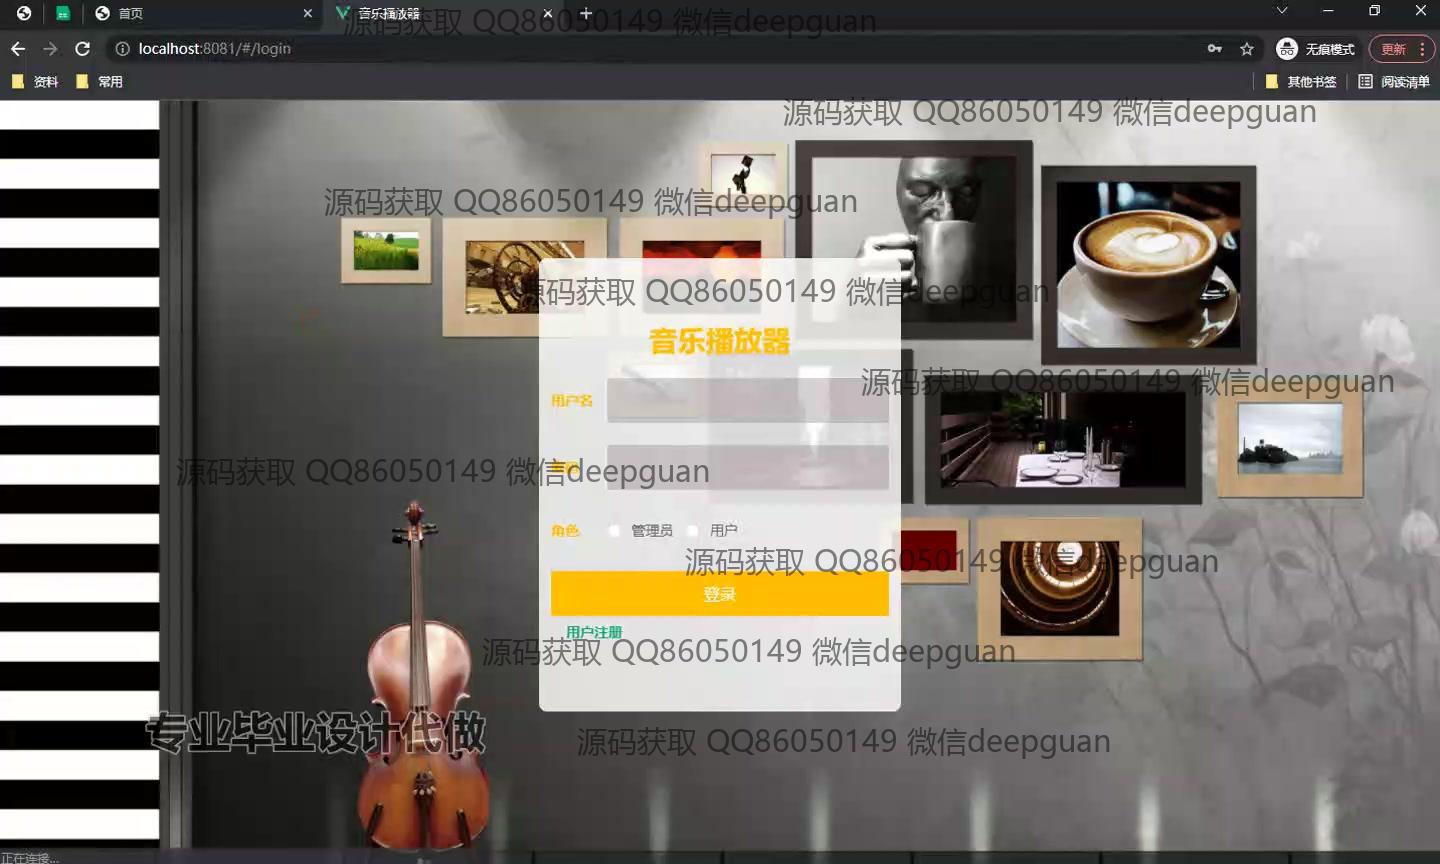 首页
音乐播放器
源码获取 QQ86050149 微信deepguan
localhost:8081/#/login
无痕模式
更新
资料
常用
其他书签
阅读清单
源码获取 QQ86050149 微信deepguan
源码获取 QQ86050149 微信deepguan
源码获取 QQ86050149 微信deepguan
音乐播放器
源码获取 QQ86050149 微信deepguan
用户名
源码获取 QQ86050149 微信deepguan
角色 管理员 用户
源码获取 QQ86050149 微信deepguan
登录
用户注册
源码获取 QQ86050149 微信deepguan
专业毕业设计代做
源码获取 QQ86050149 微信deepguan
正在连接...